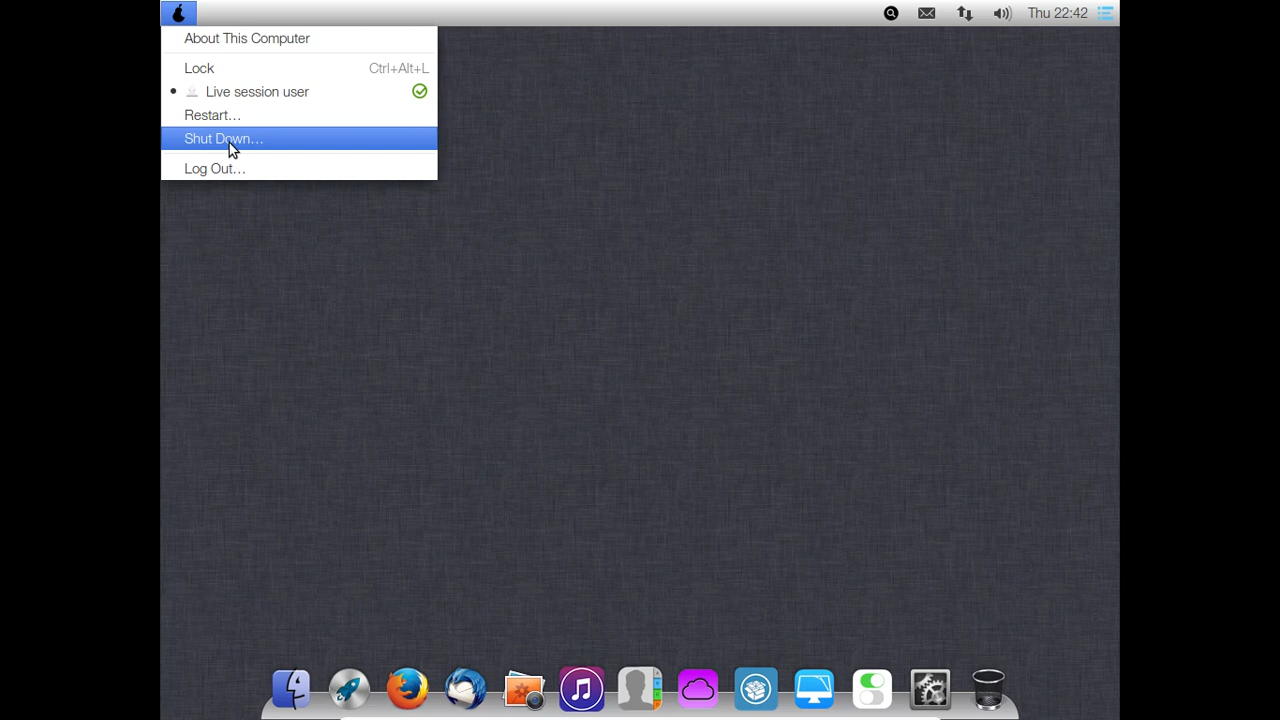 Thu 22:42
About This Computer
Lock Ctrl+Alt+L
Live session user
Restart…
Shut Down…
Log Out…